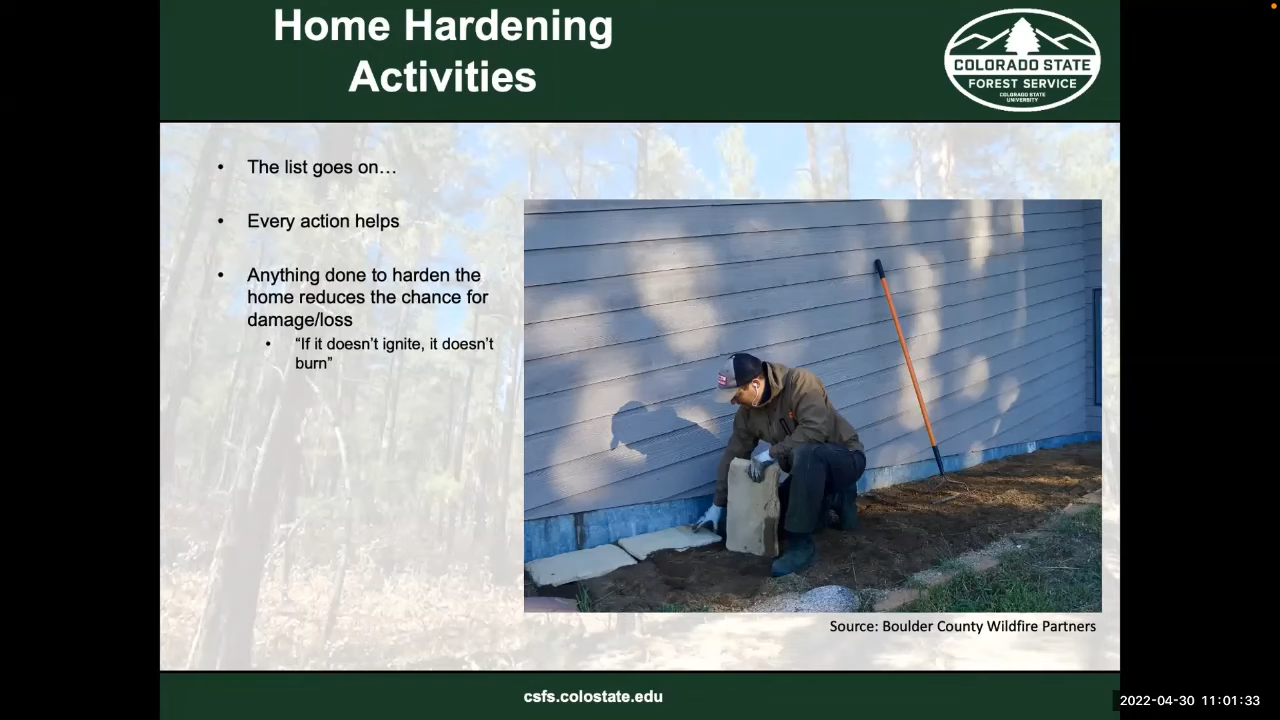 Home Hardening
Activities
COLORADO STATE
FOREST SERVICE
COLORADO STATE
UNIVERSITY
• The list goes on…
• Every action helps
• Anything done to harden the
home reduces the chance for
damage/loss
• “If it doesn’t ignite, it doesn’t
burn”
Source: Boulder County Wildfire Partners
csfs.colostate.edu
2022-04-30 11:01:33